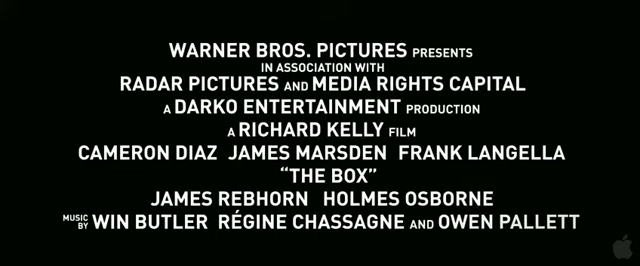 WARNER BROS. PICTURES PRESENTS
IN ASSOCIATION WITH
RADAR PICTURES AND MEDIA RIGHTS CAPITAL
A DARKO ENTERTAINMENT PRODUCTION
A RICHARD KELLY FILM
CAMERON DIAZ JAMES MARSDEN FRANK LANGELLA
“THE BOX”
JAMES REBHORN HOLMES OSBORNE
MUSIC BY WIN BUTLER RÉGINE CHASSAGNE AND OWEN PALLETT